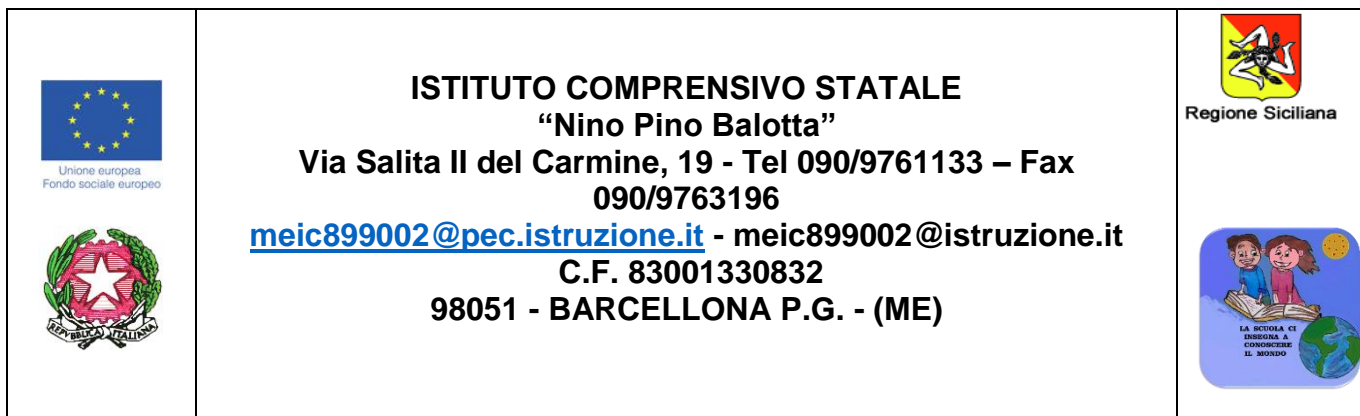 Unione europea
Fondo sociale europeo
REPVBBLICA ITALIANA
ISTITUTO COMPRENSIVO STATALE
“Nino Pino Balotta”
Via Salita II del Carmine, 19 - Tel 090/9761133 – Fax
090/9763196
meic899002@pec.istruzione.it - meic899002@istruzione.it
C.F. 83001330832
98051 - BARCELLONA P.G. - (ME)
Regione Siciliana
LA SCUOLA CI
INSEGNA A
CONOSCERE
IL MONDO